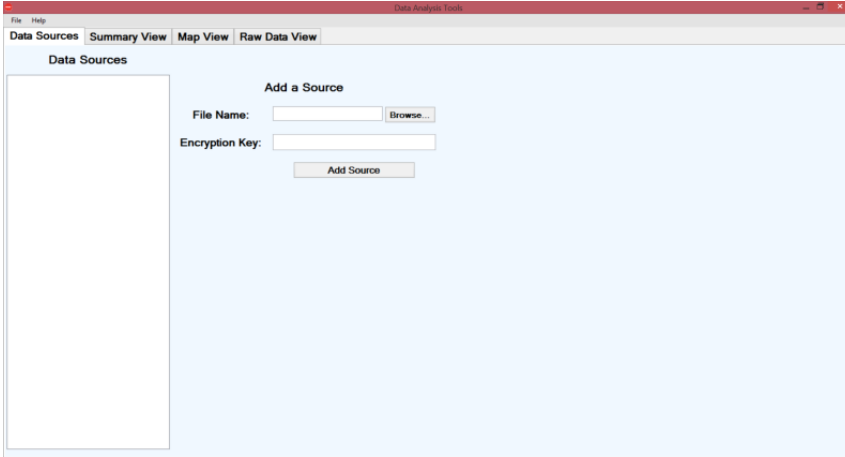 Data Analysis Tools
File Help
Data Sources Summary View Map View Raw Data View
Data Sources
Add a Source
File Name: Browse...
Encryption Key:
Add Source